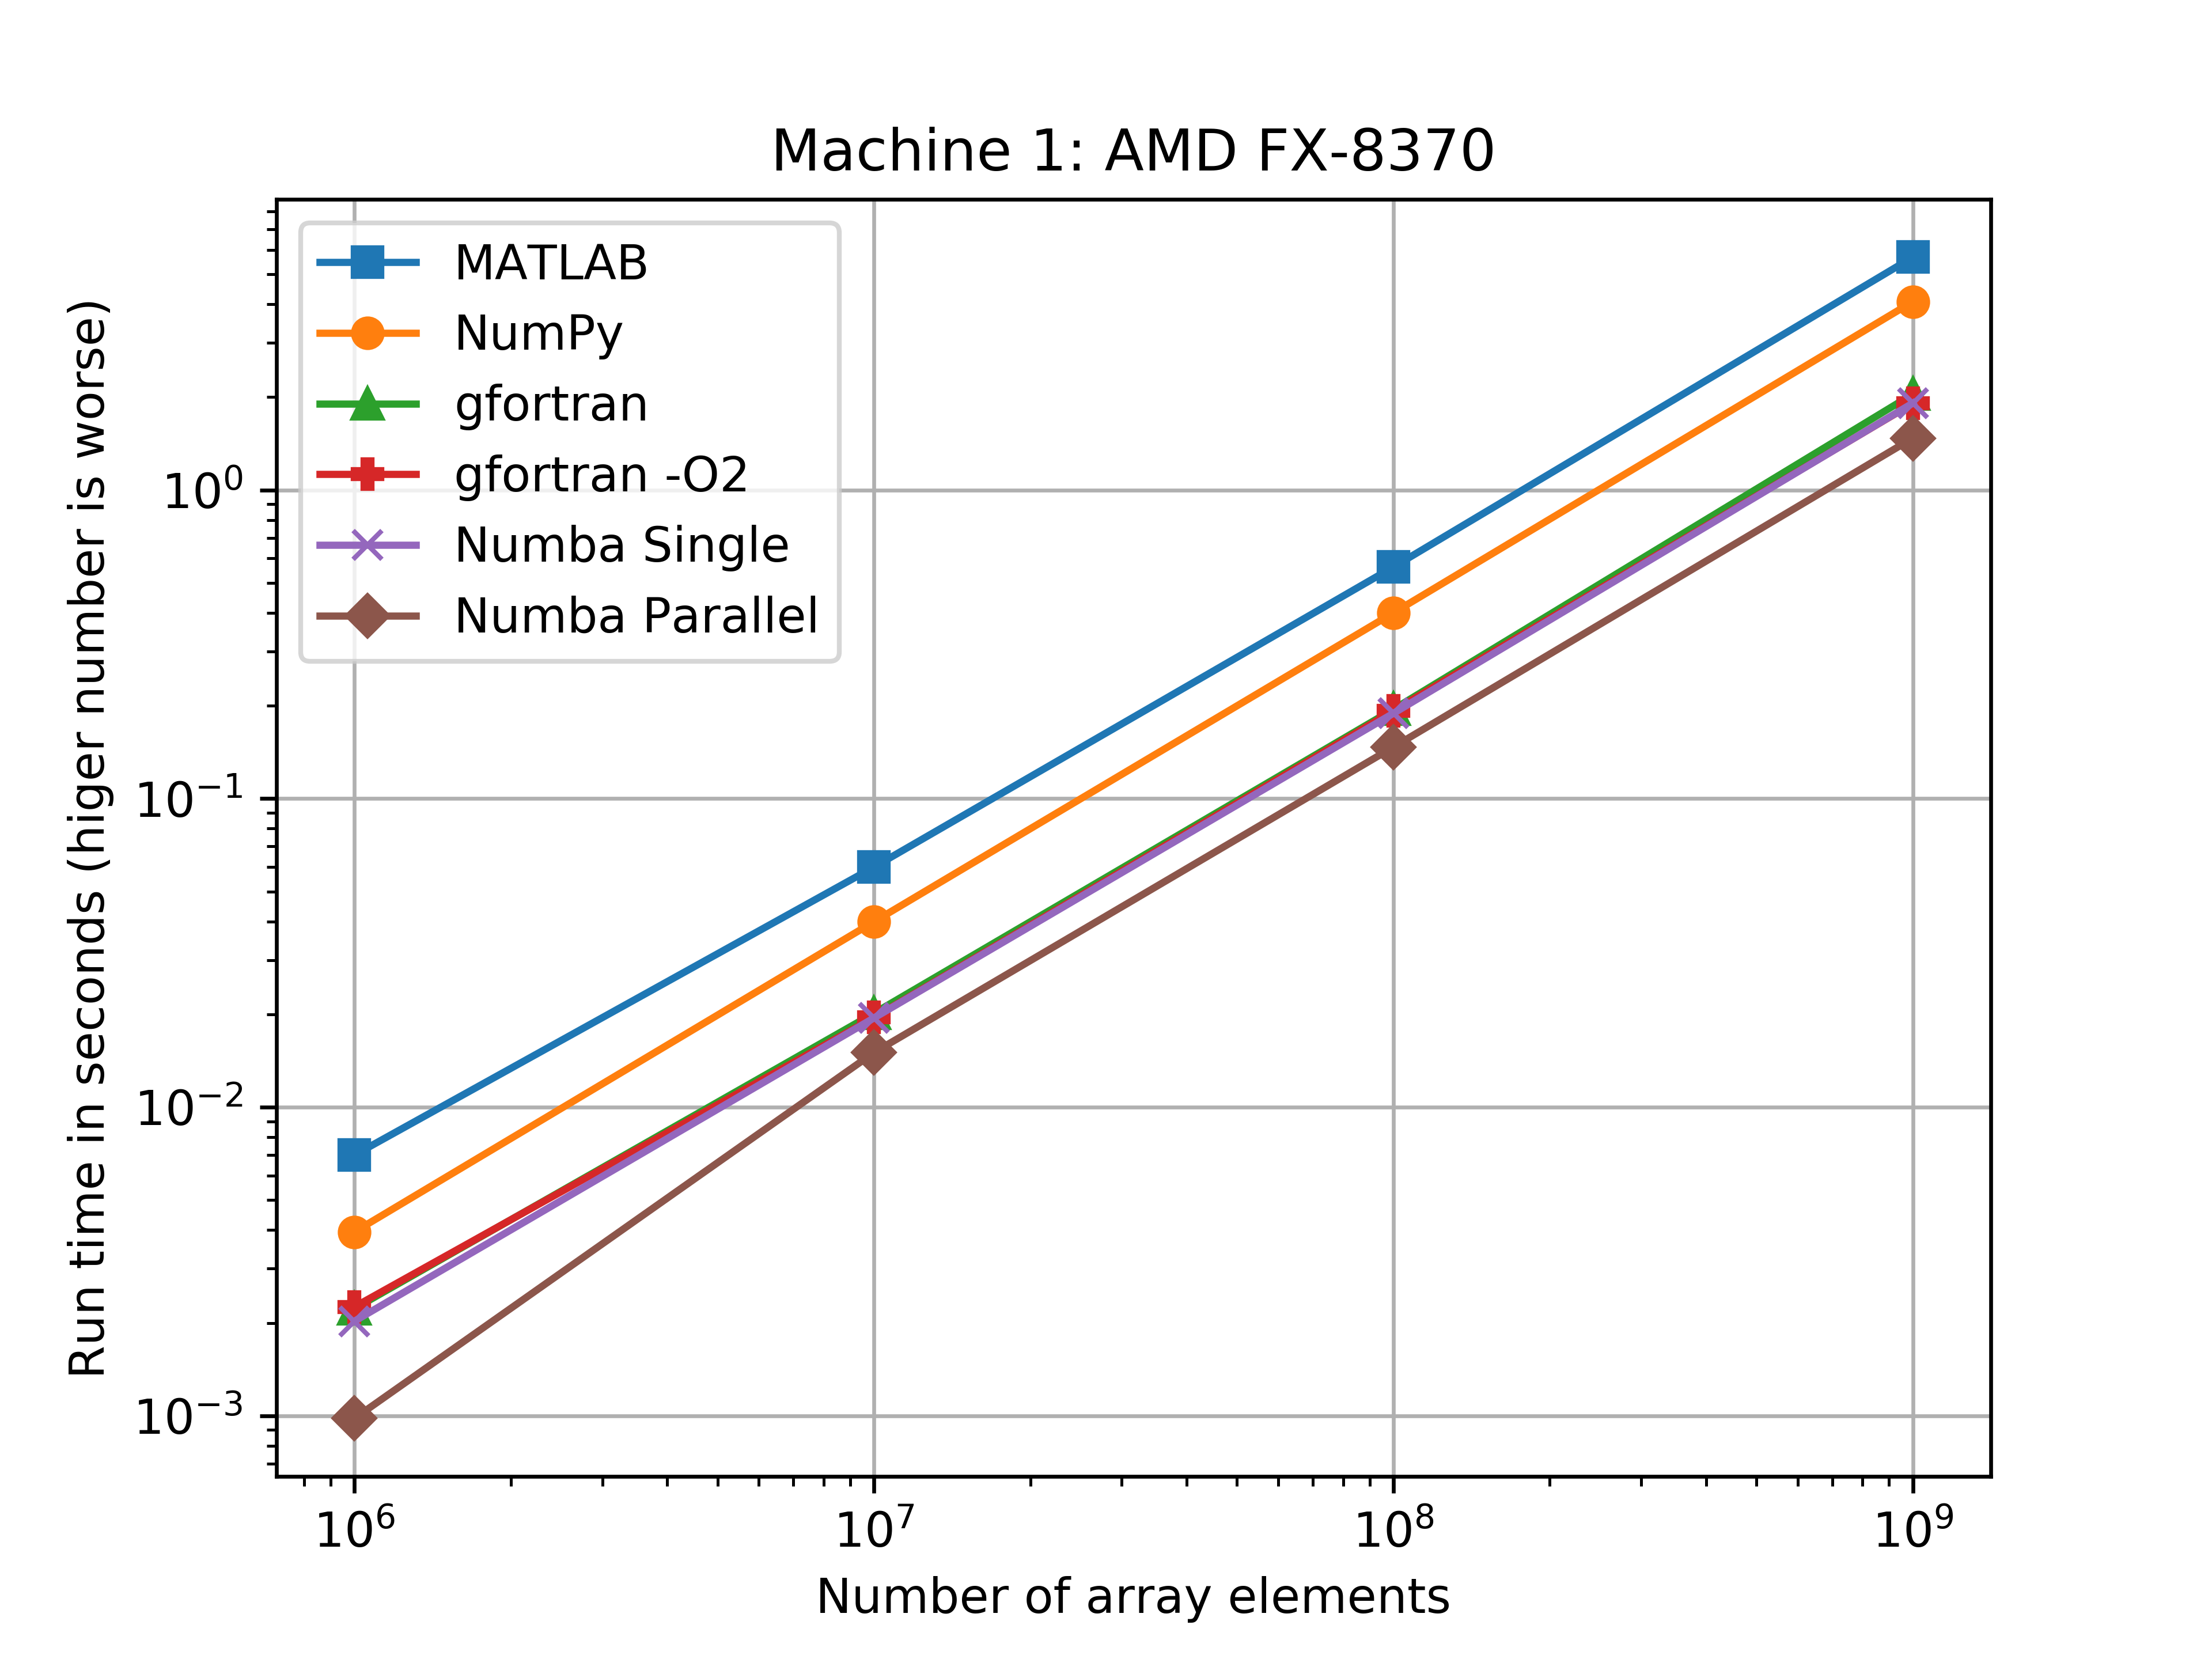 Machine 1: AMD FX-8370
MATLAB
NumPy
gfortran
gfortran -O2
Numba Single
Numba Parallel
Run time in seconds (higer number is worse)
10⁰
10⁻¹
10⁻²
10⁻³
10⁶ 10⁷ 10⁸ 10⁹
Number of array elements